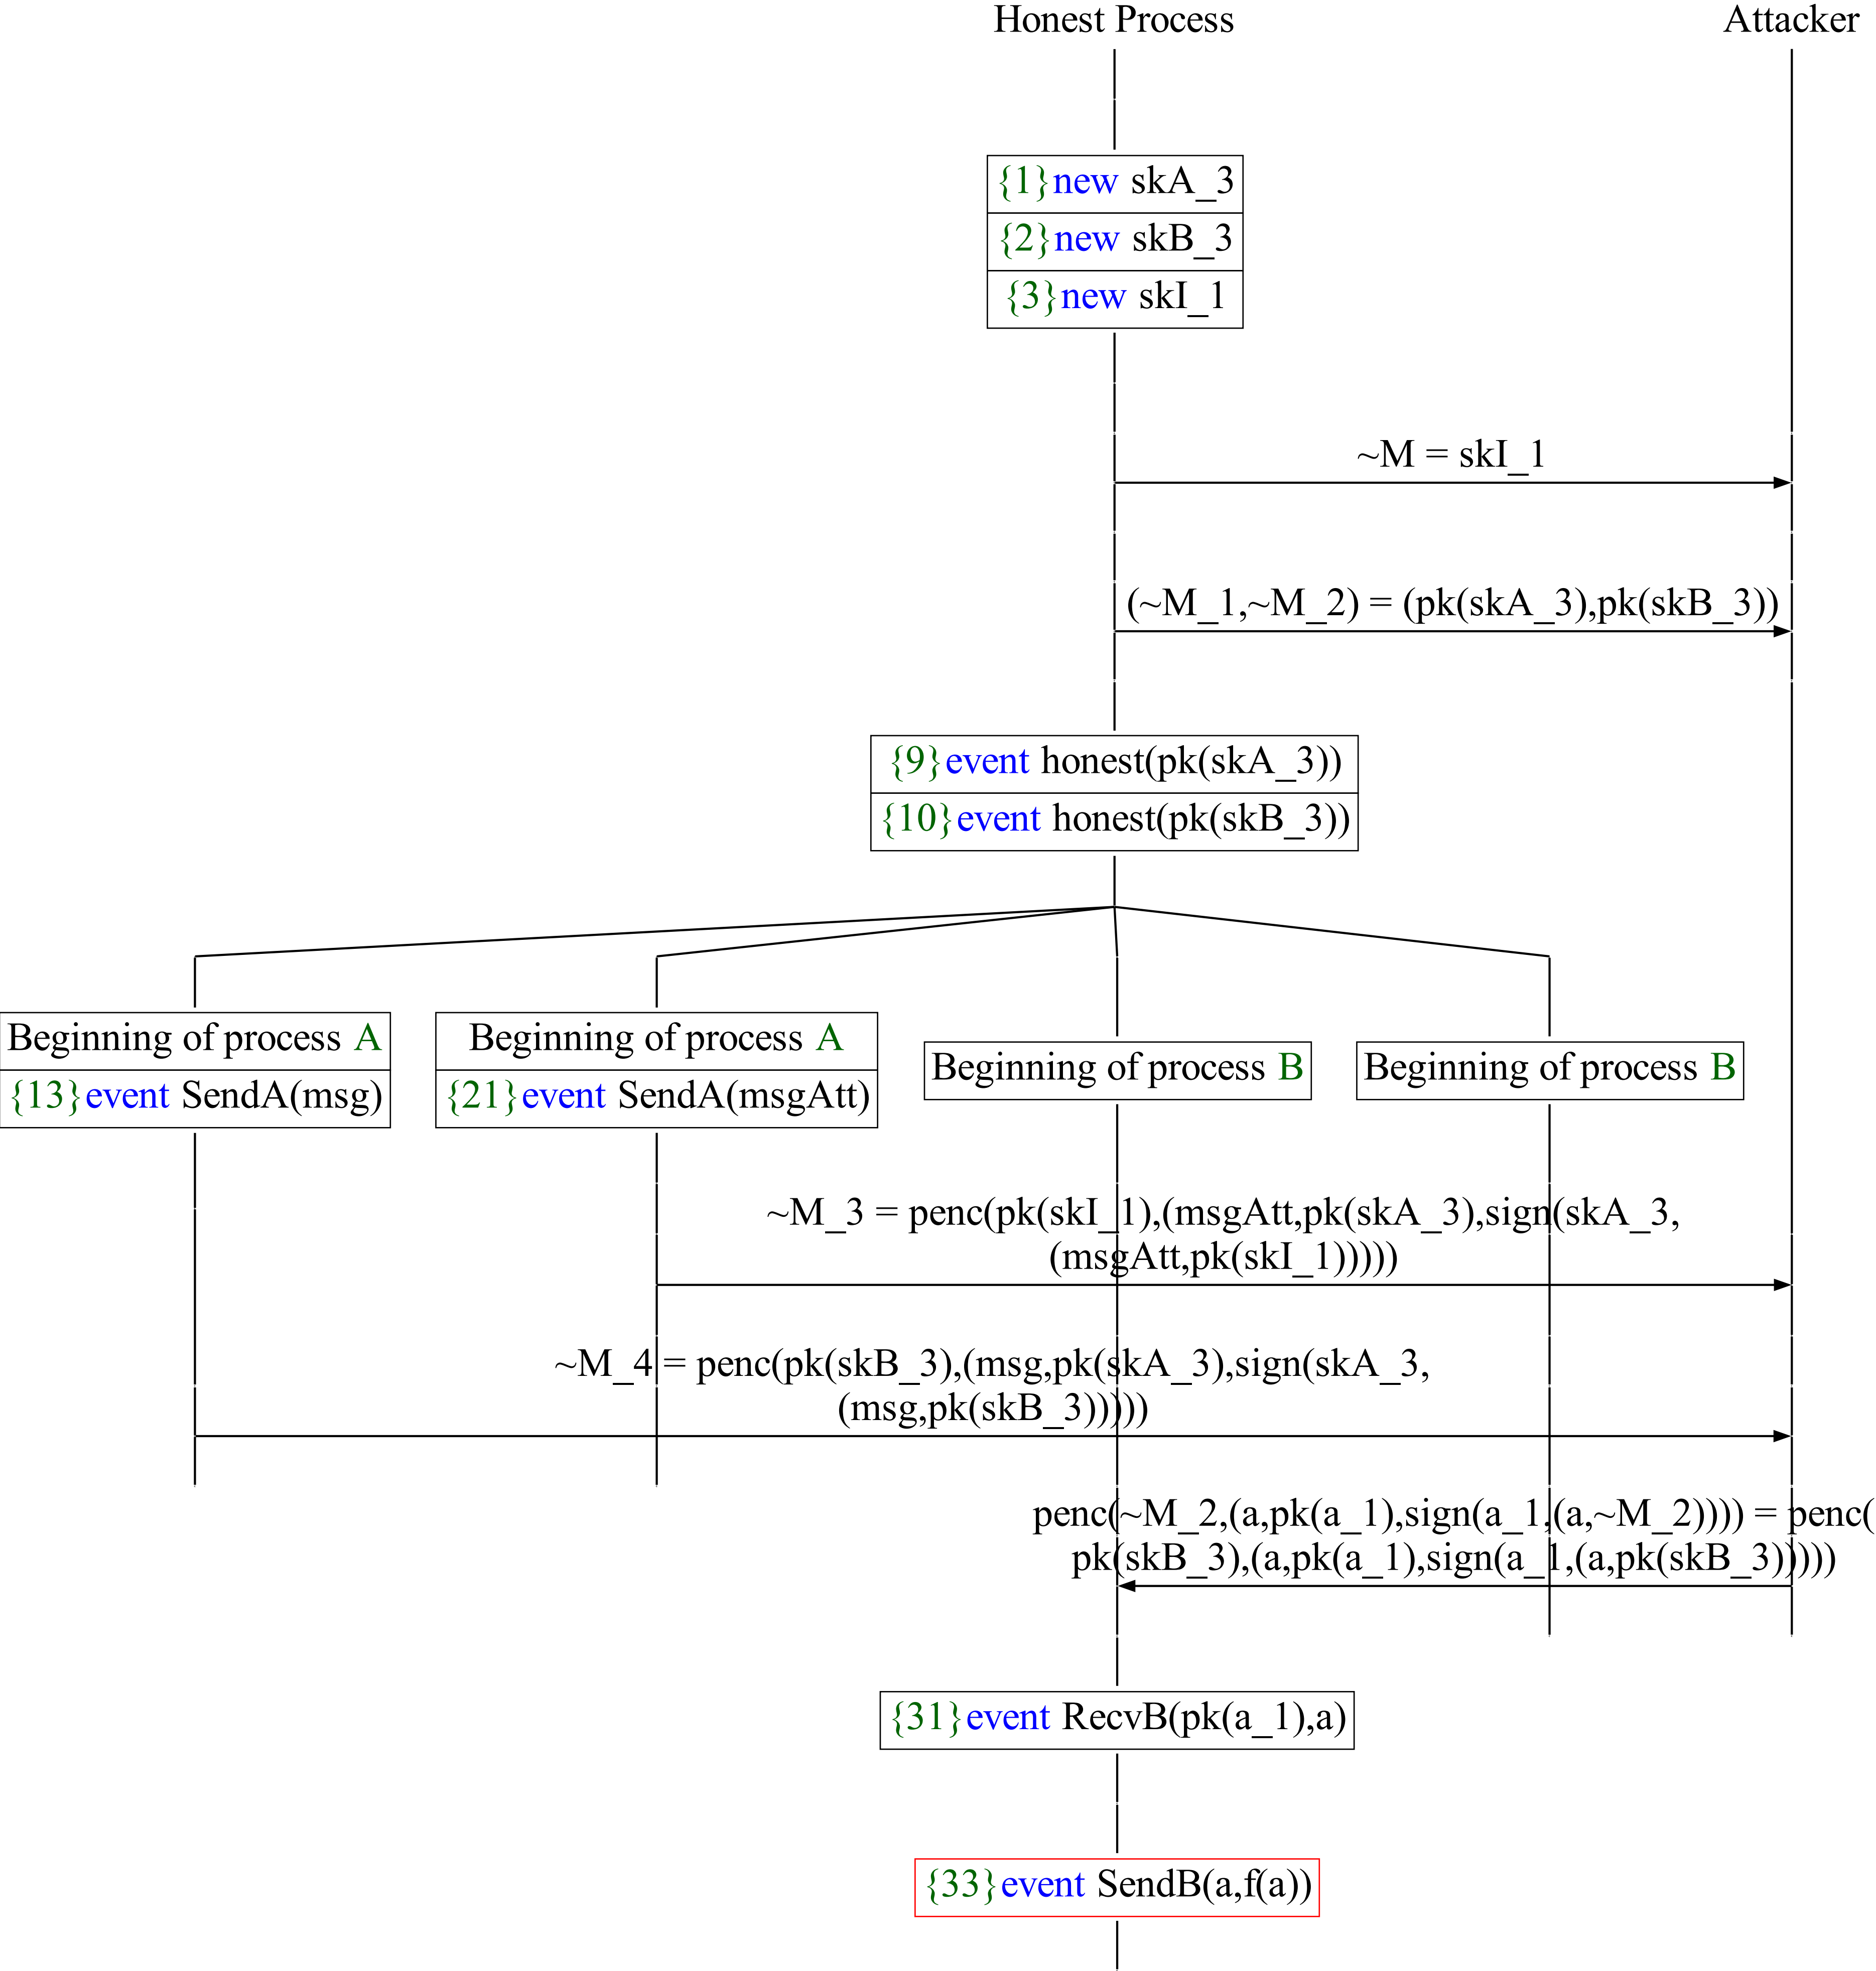 Honest Process
Attacker
{1}new skA_3
{2}new skB_3
{3}new skI_1
~M = skI_1
(~M_1,~M_2) = (pk(skA_3),pk(skB_3))
{9}event honest(pk(skA_3))
{10}event honest(pk(skB_3))
Beginning of process A
{13}event SendA(msg)
Beginning of process A
{21}event SendA(msgAtt)
Beginning of process B
Beginning of process B
~M_3 = penc(pk(skI_1),(msgAtt,pk(skA_3),sign(skA_3,
(msgAtt,pk(skI_1)))))
~M_4 = penc(pk(skB_3),(msg,pk(skA_3),sign(skA_3,
(msg,pk(skB_3)))))
penc(~M_2,(a,pk(a_1),sign(a_1,(a,~M_2)))) = penc(
pk(skB_3),(a,pk(a_1),sign(a_1,(a,pk(skB_3)))))
{31}event RecvB(pk(a_1),a)
{33}event SendB(a,f(a))